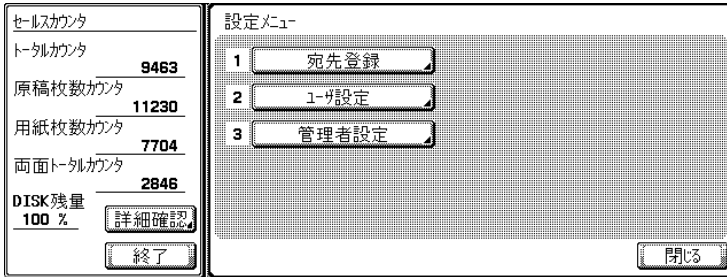 セールスカウンタ
トータルカウンタ
9463
原稿枚数カウンタ
11230
用紙枚数カウンタ
7704
両面トータルカウンタ
2846
DISK残量
100 %
詳細確認
終了
設定メニュー
1 宛先登録
2 ユーザ設定
3 管理者設定
閉じる